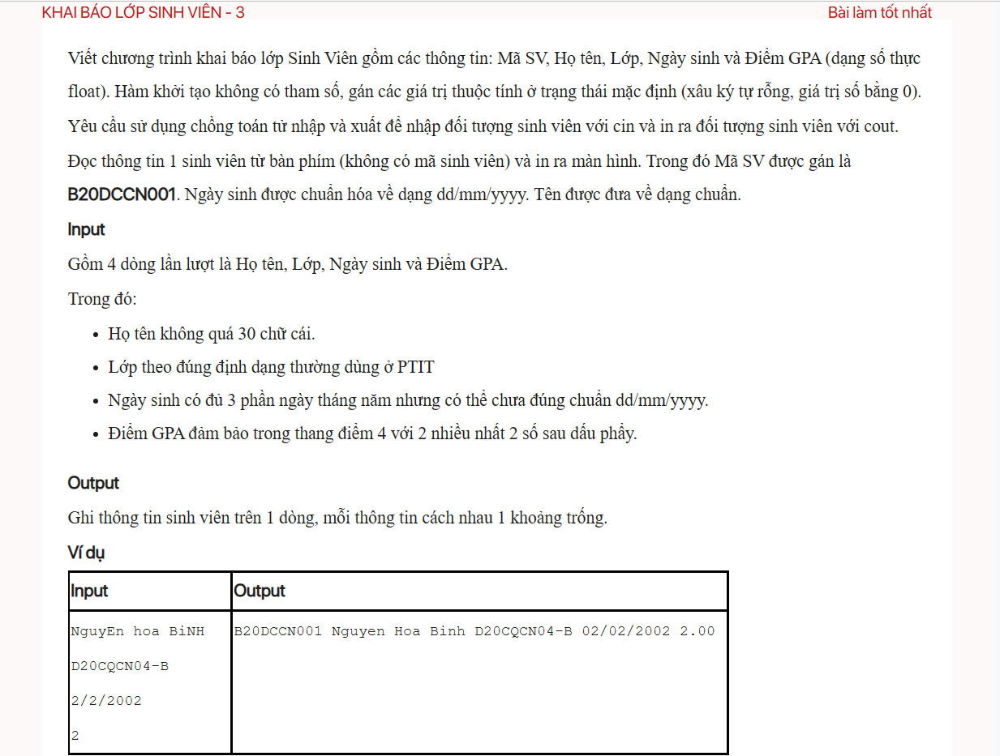 KHAI BÁO LỚP SINH VIÊN - 3
Bài làm tốt nhất
Viết chương trình khai báo lớp Sinh Viên gồm các thông tin: Mã SV, Họ tên, Lớp, Ngày sinh và Điểm GPA (dạng số thực
float). Hàm khởi tạo không có tham số, gán các giá trị thuộc tính ở trạng thái mặc định (xâu ký tự rỗng, giá trị số bằng 0).
Yêu cầu sử dụng chồng toán tử nhập và xuất để nhập đối tượng sinh viên với cin và in ra đối tượng sinh viên với cout.
Đọc thông tin 1 sinh viên từ bàn phím (không có mã sinh viên) và in ra màn hình. Trong đó Mã SV được gán là
B20DCCN001. Ngày sinh được chuẩn hóa về dạng dd/mm/yyyy. Tên được đưa về dạng chuẩn.
Input
Gồm 4 dòng lần lượt là Họ tên, Lớp, Ngày sinh và Điểm GPA.
Trong đó:
• Họ tên không quá 30 chữ cái.
• Lớp theo đúng định dạng thường dùng ở PTIT
• Ngày sinh có đủ 3 phần ngày tháng năm nhưng có thể chưa đúng chuẩn dd/mm/yyyy.
• Điểm GPA đảm bảo trong thang điểm 4 với 2 nhiều nhất 2 số sau dấu phẩy.
Output
Ghi thông tin sinh viên trên 1 dòng, mỗi thông tin cách nhau 1 khoảng trống.
Ví dụ
Input Output
NguyEn hoa BiNH B20DCCN001 Nguyen Hoa Binh D20CQCN04-B 02/02/2002 2.00
D20CQCN04-B
2/2/2002
2